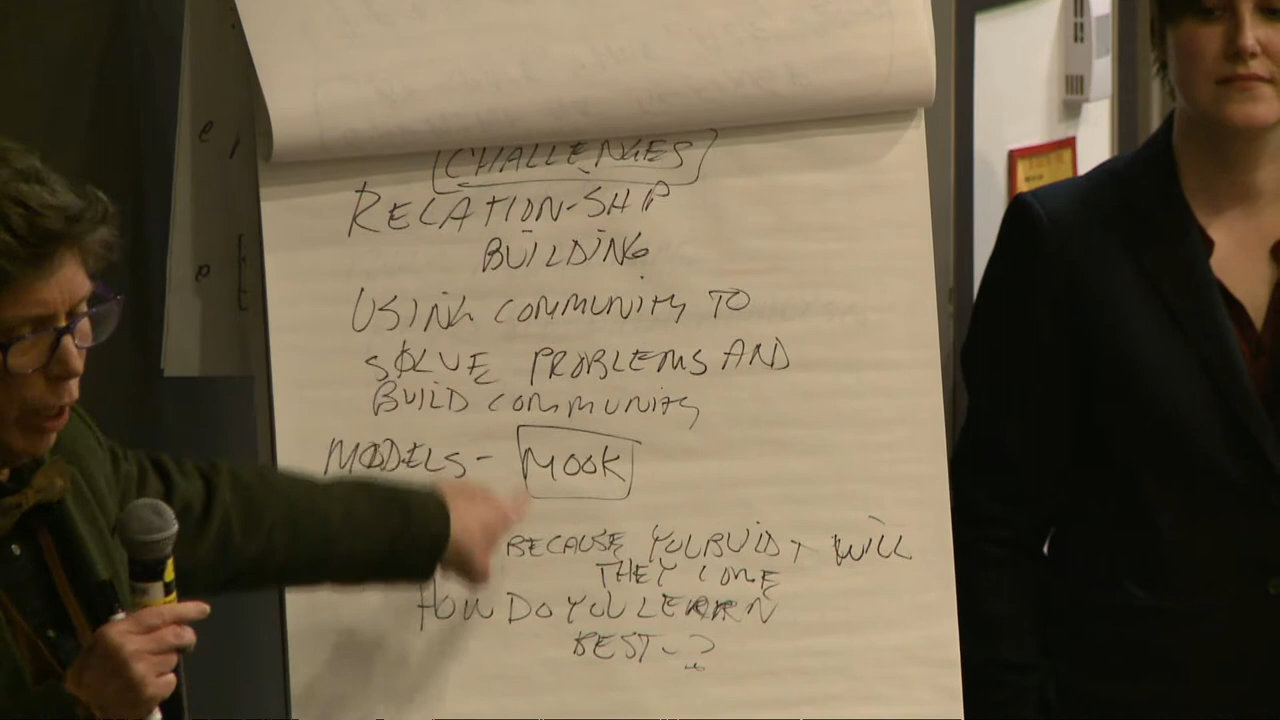 CHALLENGES
RELATION-SHIP
BUILDING
USING COMMUNITY TO
SOLVE PROBLEMS AND
BUILD COMMUNITY
MODELS - MOOK
BECAUSE YOU BUILD, WILL
THEY COME
HOW DO YOU LEARN
BEST-?